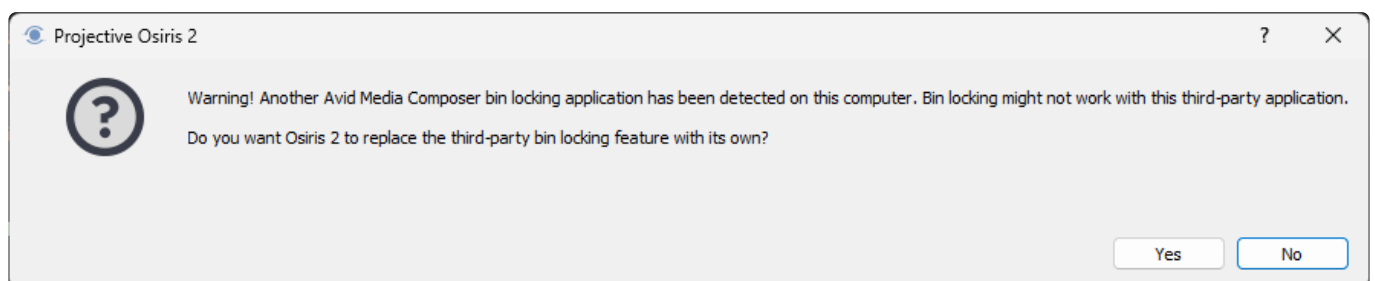 Projective Osiris 2
?
Warning! Another Avid Media Composer bin locking application has been detected on this computer. Bin locking might not work with this third-party application.
Do you want Osiris 2 to replace the third-party bin locking feature with its own?
Yes
No